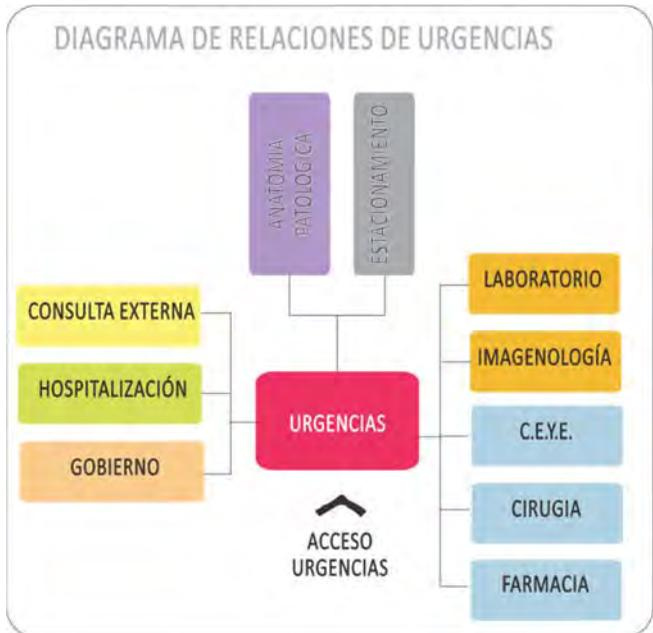 DIAGRAMA DE RELACIONES DE URGENCIAS
ANATOMIA
PATOLOGICA
ESTACIONAMIENTO
CONSULTA EXTERNA
HOSPITALIZACIÓN
GOBIERNO
URGENCIAS
ACCESO
URGENCIAS
LABORATORIO
IMAGENOLOGÍA
C.E.Y.E.
CIRUGIA
FARMACIA